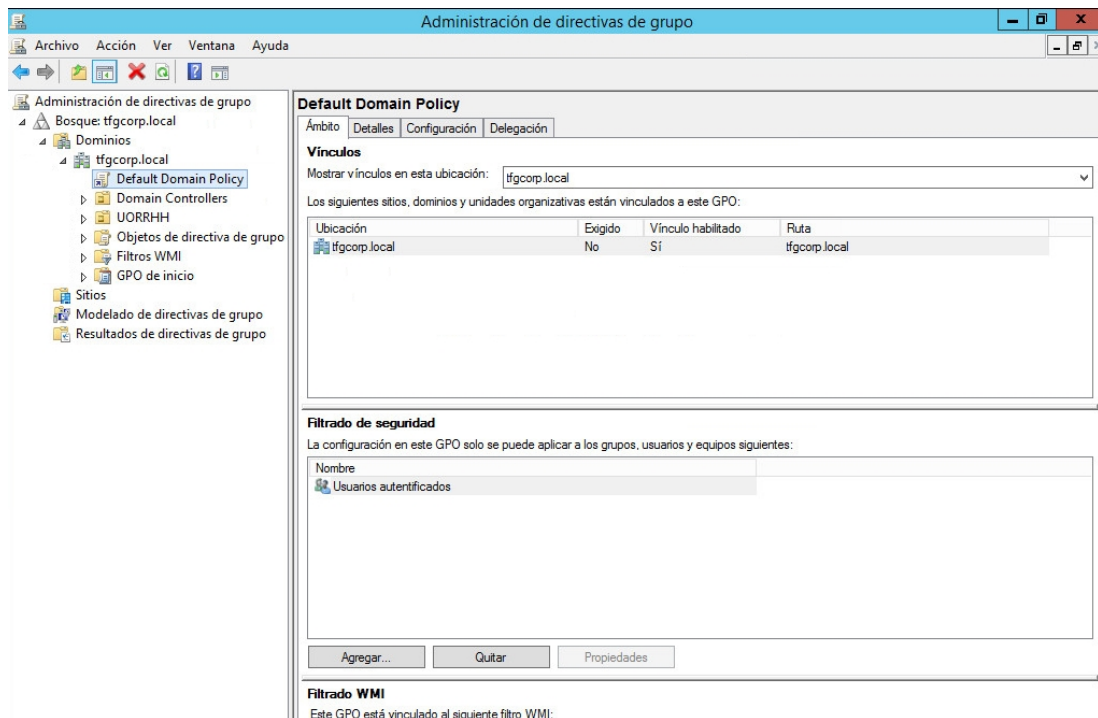 Administración de directivas de grupo
Archivo Acción Ver Ventana Ayuda
Administración de directivas de grupo
Bosque: tfgcorp.local
Dominios
tfgcorp.local
Default Domain Policy
Domain Controllers
UORRHH
Objetos de directiva de grupo
Filtros WMI
GPO de inicio
Sitios
Modelado de directivas de grupo
Resultados de directivas de grupo
Default Domain Policy
Ámbito Detalles Configuración Delegación
Vínculos
Mostrar vínculos en esta ubicación: tfgcorp.local
Los siguientes sitios, dominios y unidades organizativas están vinculados a este GPO:
Ubicación Exigido Vínculo habilitado Ruta
tfgcorp.local No Sí tfgcorp.local
Filtrado de seguridad
La configuración en este GPO solo se puede aplicar a los grupos, usuarios y equipos siguientes:
Nombre
Usuarios autentificados
Agregar... Quitar Propiedades
Filtrado WMI
Este GPO está vinculado al siguiente filtro WMI: